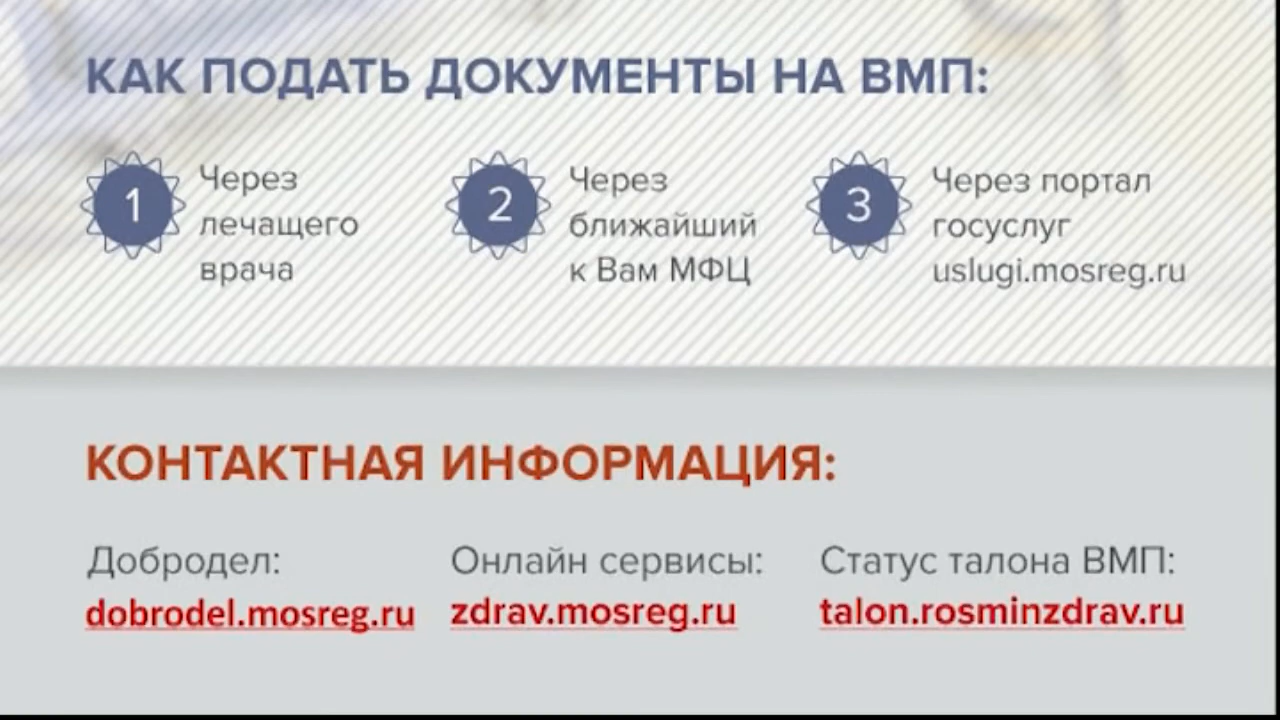 КАК ПОДАТЬ ДОКУМЕНТЫ НА ВМП:
1
Через
лечащего
врача
2
Через
ближайший
к Вам МФЦ
3
Через портал
госуслуг
uslugi.mosreg.ru
КОНТАКТНАЯ ИНФОРМАЦИЯ:
Добродел:
dobrodel.mosreg.ru
Онлайн сервисы:
zdrav.mosreg.ru
Статус талона ВМП:
talon.rosminzdrav.ru